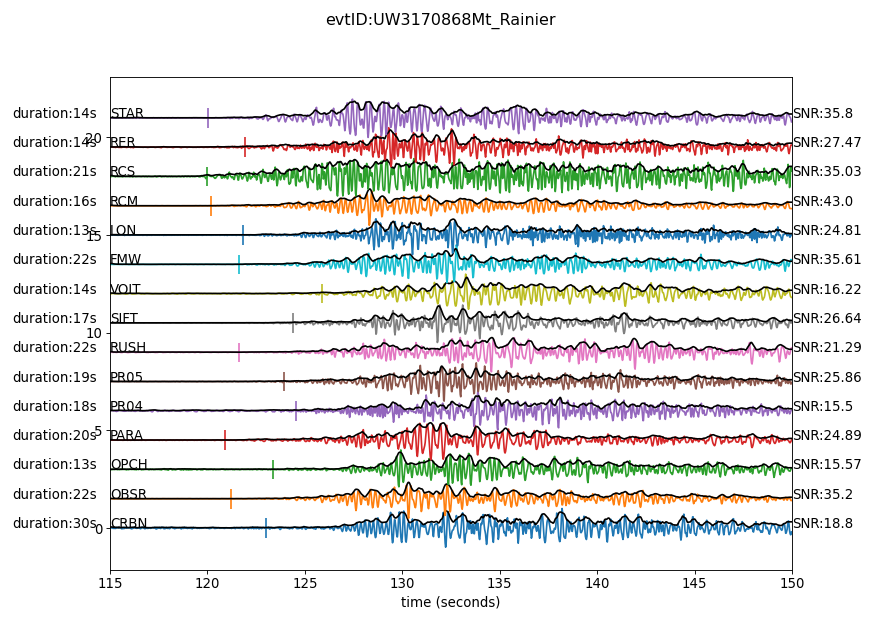 evtID:UW3170868Mt_Rainier
duration:14s STAR SNR:35.8
20
duration:14s RER SNR:27.47
duration:21s RCS SNR:35.03
duration:16s RCM SNR:43.0
duration:13s LON SNR:24.81
15
duration:22s FMW SNR:35.61
duration:14s VOIT SNR:16.22
duration:17s SIFT SNR:26.64
10
duration:22s RUSH SNR:21.29
duration:19s PR05 SNR:25.86
duration:18s PR04 SNR:15.5
5
duration:20s PARA SNR:24.89
duration:13s OPCH SNR:15.57
duration:22s OBSR SNR:35.2
duration:30s CRBN SNR:18.8
0
115 120 125 130 135 140 145 150
time (seconds)